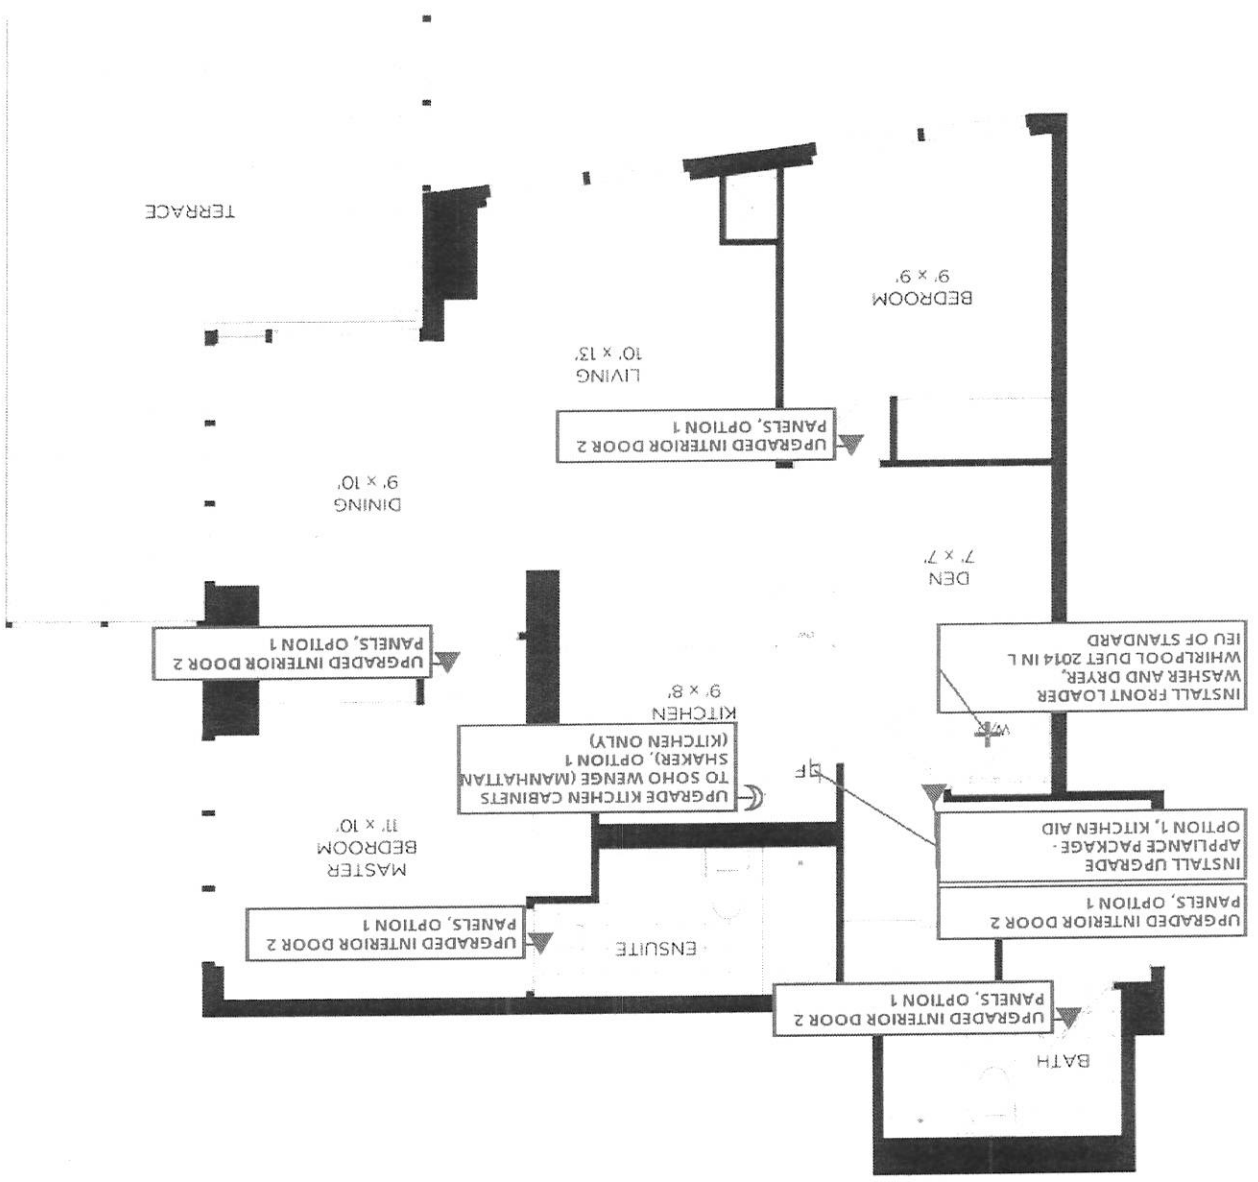 BATH
UPGRADED INTERIOR DOOR 2
PANELS, OPTION 1
UPGRADED INTERIOR DOOR 2
PANELS, OPTION 1
INSTALL UPGRADE
APPLIANCE PACKAGE -
OPTION 1, KITCHEN AID
ENSUITE
UPGRADED INTERIOR DOOR 2
PANELS, OPTION 1
MASTER
BEDROOM
11' x 10'
UPGRADE KITCHEN CABINETS
TO SOHO WENGE (MANHATTAN
SHAKER), OPTION 1
(KITCHEN ONLY)
F
INSTALL FRONT LOADER
WASHER AND DRYER,
WHIRLPOOL DUET 2014 IN L
IEU OF STANDARD
KITCHEN
9' x 8'
UPGRADED INTERIOR DOOR 2
PANELS, OPTION 1
DW
DEN
7' x 7'
DINING
9' x 10'
UPGRADED INTERIOR DOOR 2
PANELS, OPTION 1
LIVING
10' x 13'
BEDROOM
9' x 9'
TERRACE